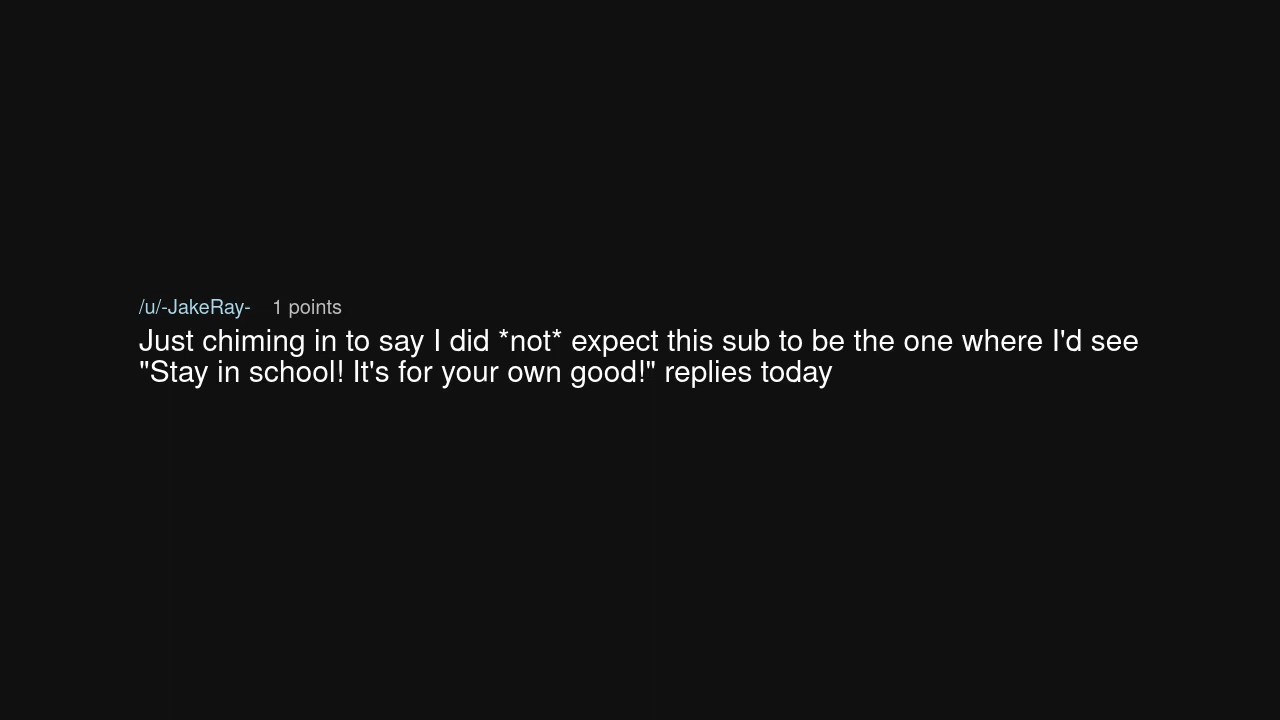 /u/-JakeRay- 1 points
Just chiming in to say I did *not* expect this sub to be the one where I'd see
"Stay in school! It's for your own good!" replies today